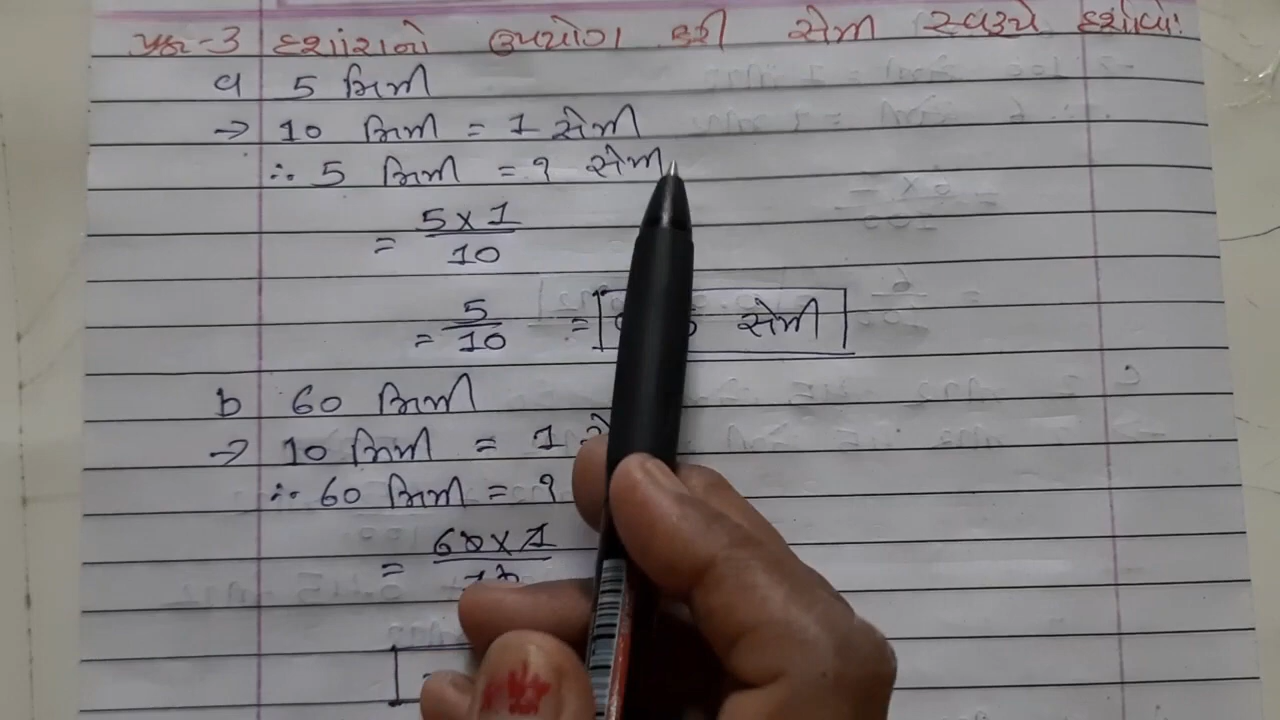 પ્રશ્ન-3 દશાંશનો ઉપયોગ કરી સેમી સ્વરૂપે દર્શાવો.
a 5 મિમી
→ 10 મિમી = 1 સેમી
∴ 5 મિમી = ? સેમી
= 5 × 1 / 10
= 5 / 10 = સેમી
b 60 મિમી
→ 10 મિમી = 1
∴ 60 મિમી = ?
= 60 × 1 / 10